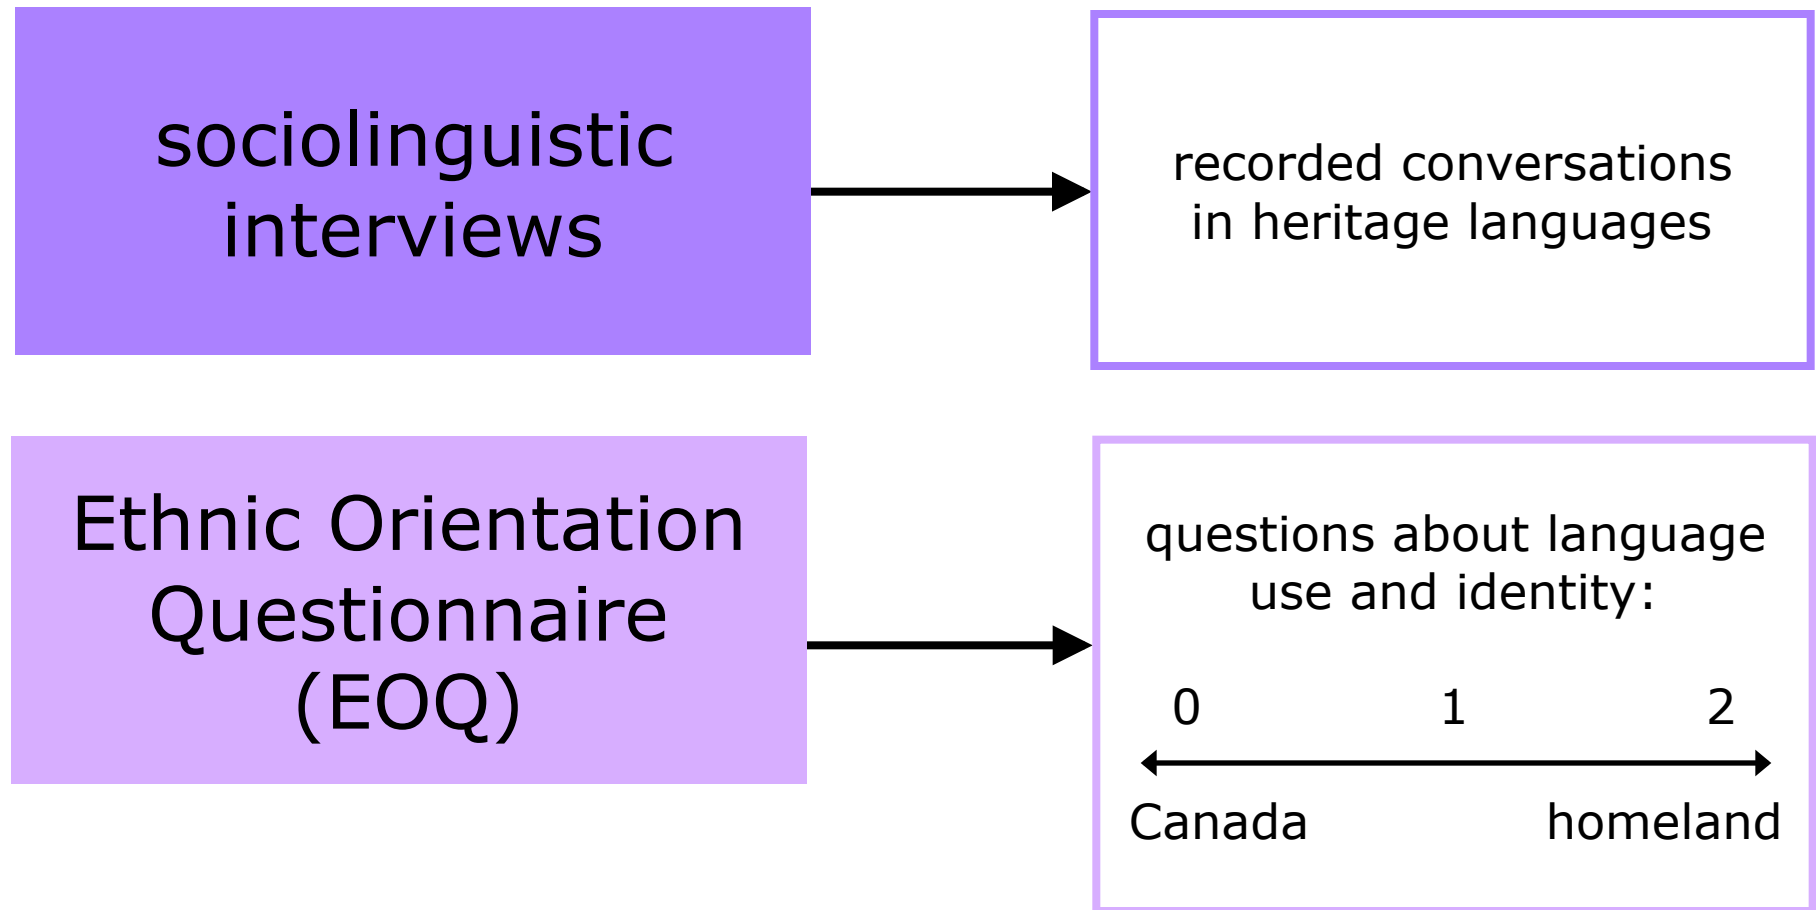 sociolinguistic
interviews
recorded conversations
in heritage languages
Ethnic Orientation
Questionnaire
(EOQ)
questions about language
use and identity:
0 1 2
Canada homeland